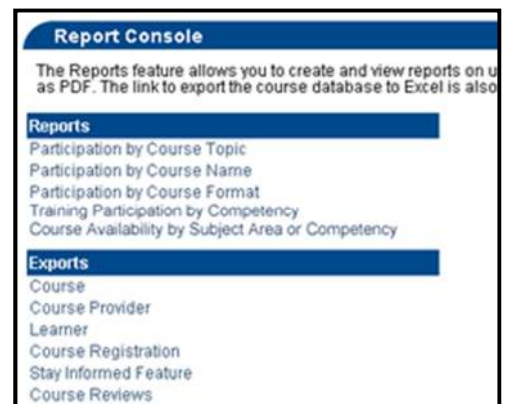 Report Console
The Reports feature allows you to create and view reports on u
as PDF. The link to export the course database to Excel is also
Reports
Participation by Course Topic
Participation by Course Name
Participation by Course Format
Training Participation by Competency
Course Availability by Subject Area or Competency
Exports
Course
Course Provider
Learner
Course Registration
Stay Informed Feature
Course Reviews